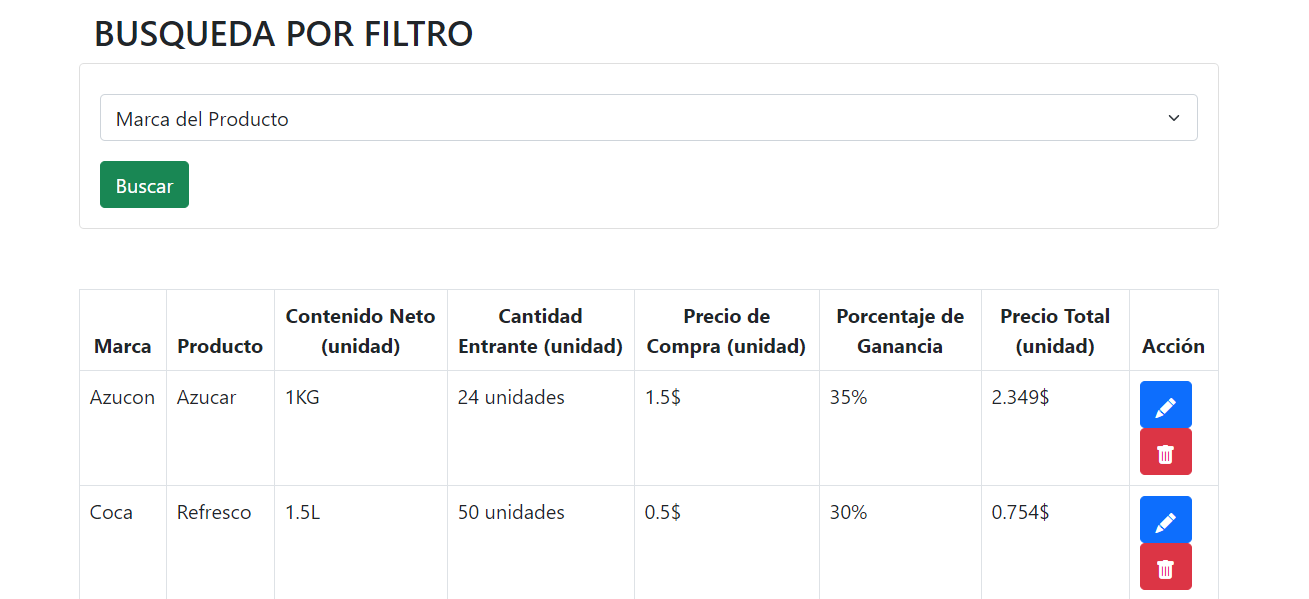 BUSQUEDA POR FILTRO
Marca del Producto
Buscar
Marca Producto Contenido Neto (unidad) Cantidad Entrante (unidad) Precio de Compra (unidad) Porcentaje de Ganancia Precio Total (unidad) Acción
Azucon Azucar 1KG 24 unidades 1.5$ 35% 2.349$
Coca Refresco 1.5L 50 unidades 0.5$ 30% 0.754$